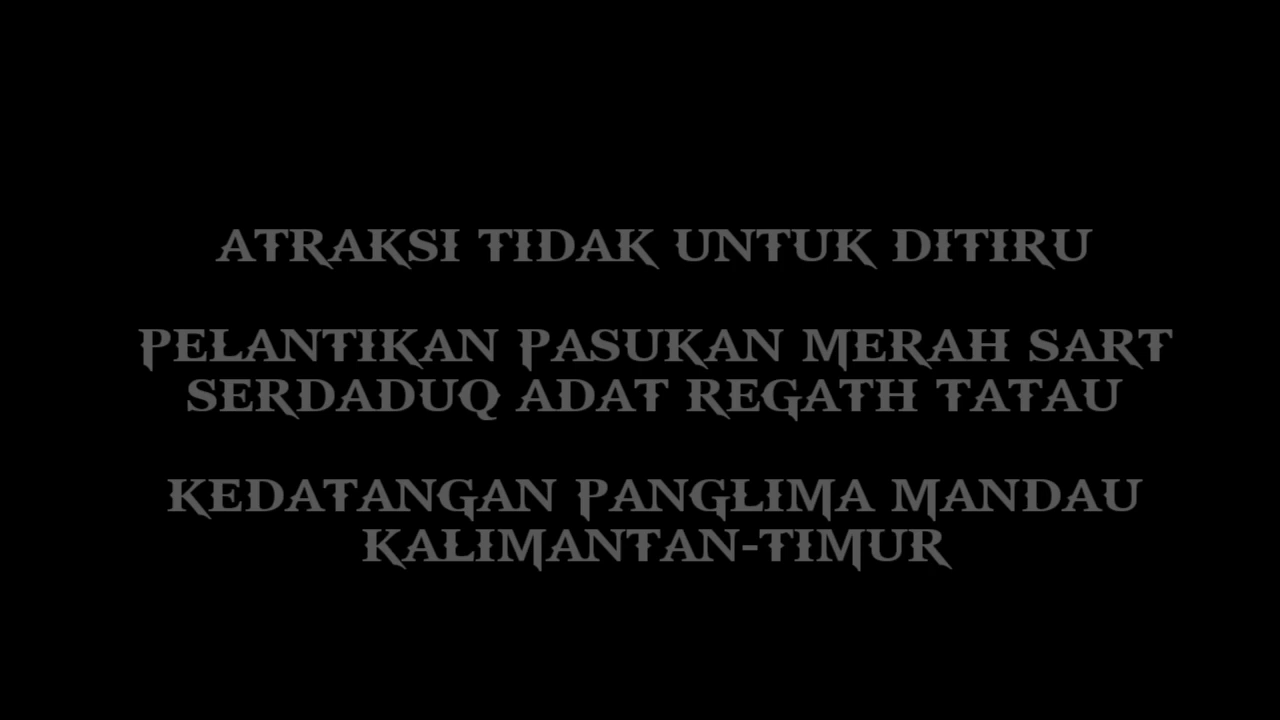 ATRAKSI TIDAK UNTUK DITIRU
PELANTIKAN PASUKAN MERAH SART
SERDADUQ ADAT REGATH TATAU
KEDATANGAN PANGLIMA MANDAU
KALIMANTAN-TIMUR